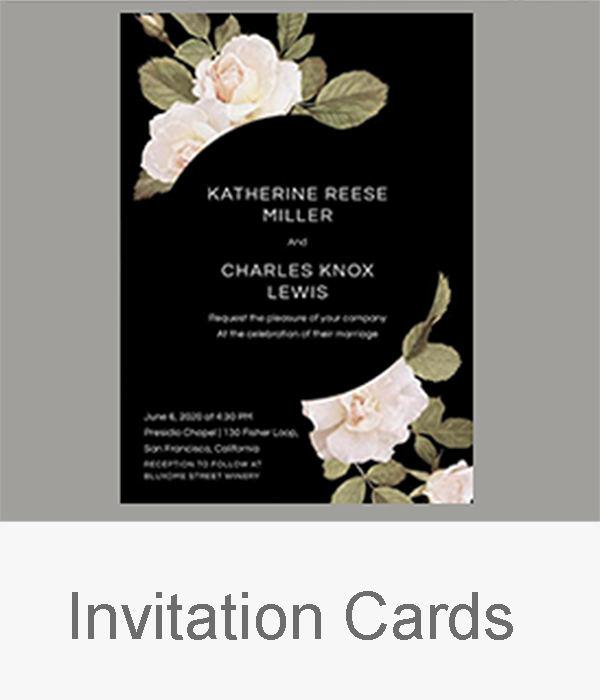 KATHERINE REESE
MILLER
And
CHARLES KNOX
LEWIS
Request the pleasure of your company
At the celebration of their marriage
June 6, 2020 at 4:30 PM
Presidio Chapel | 130 Fisher Loop,
San Francisco, California
RECEPTION TO FOLLOW AT
BLUXOME STREET WINERY
Invitation Cards